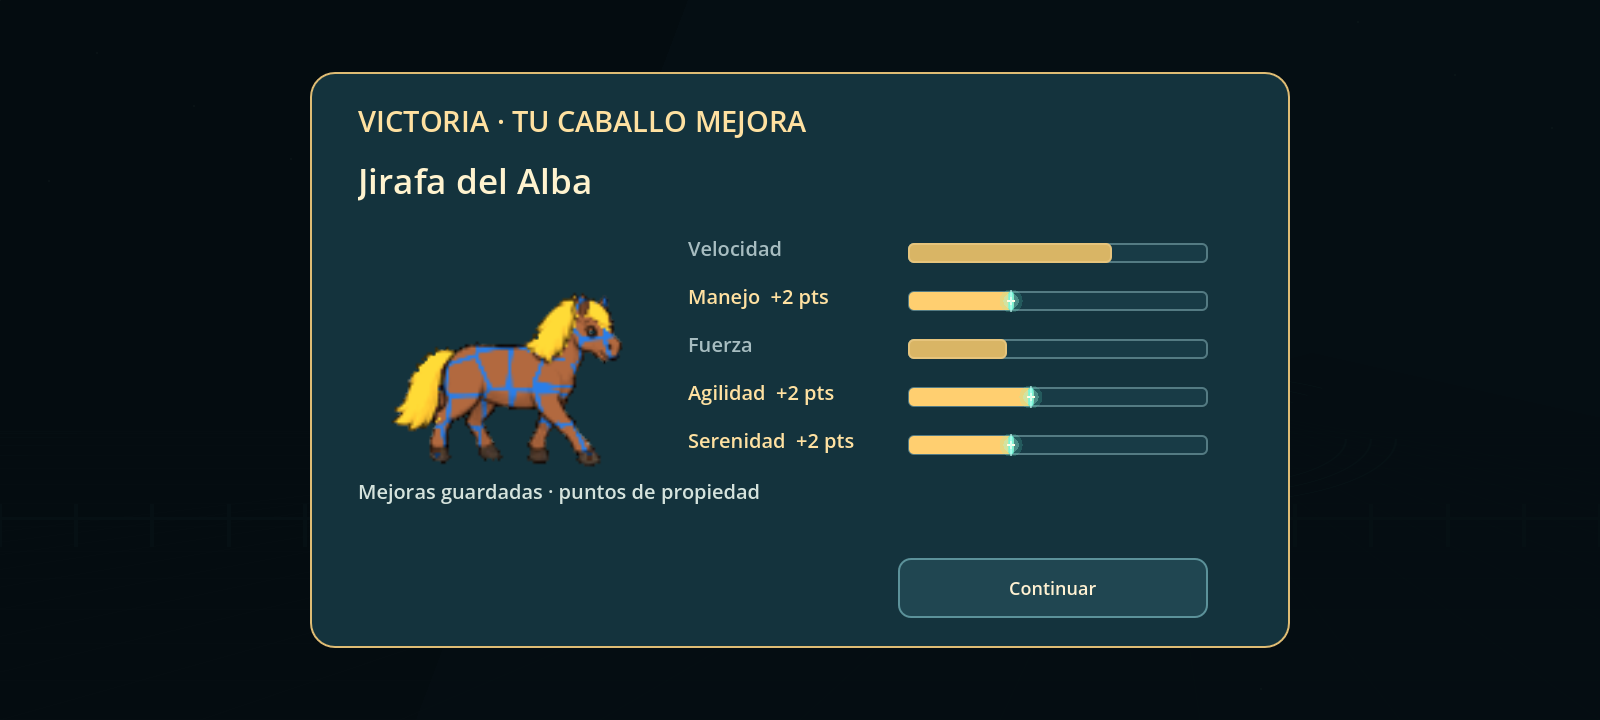 VICTORIA · TU CABALLO MEJORA
Jirafa del Alba
Velocidad
Manejo +2 pts
Fuerza
Agilidad +2 pts
Serenidad +2 pts
Mejoras guardadas · puntos de propiedad
Continuar